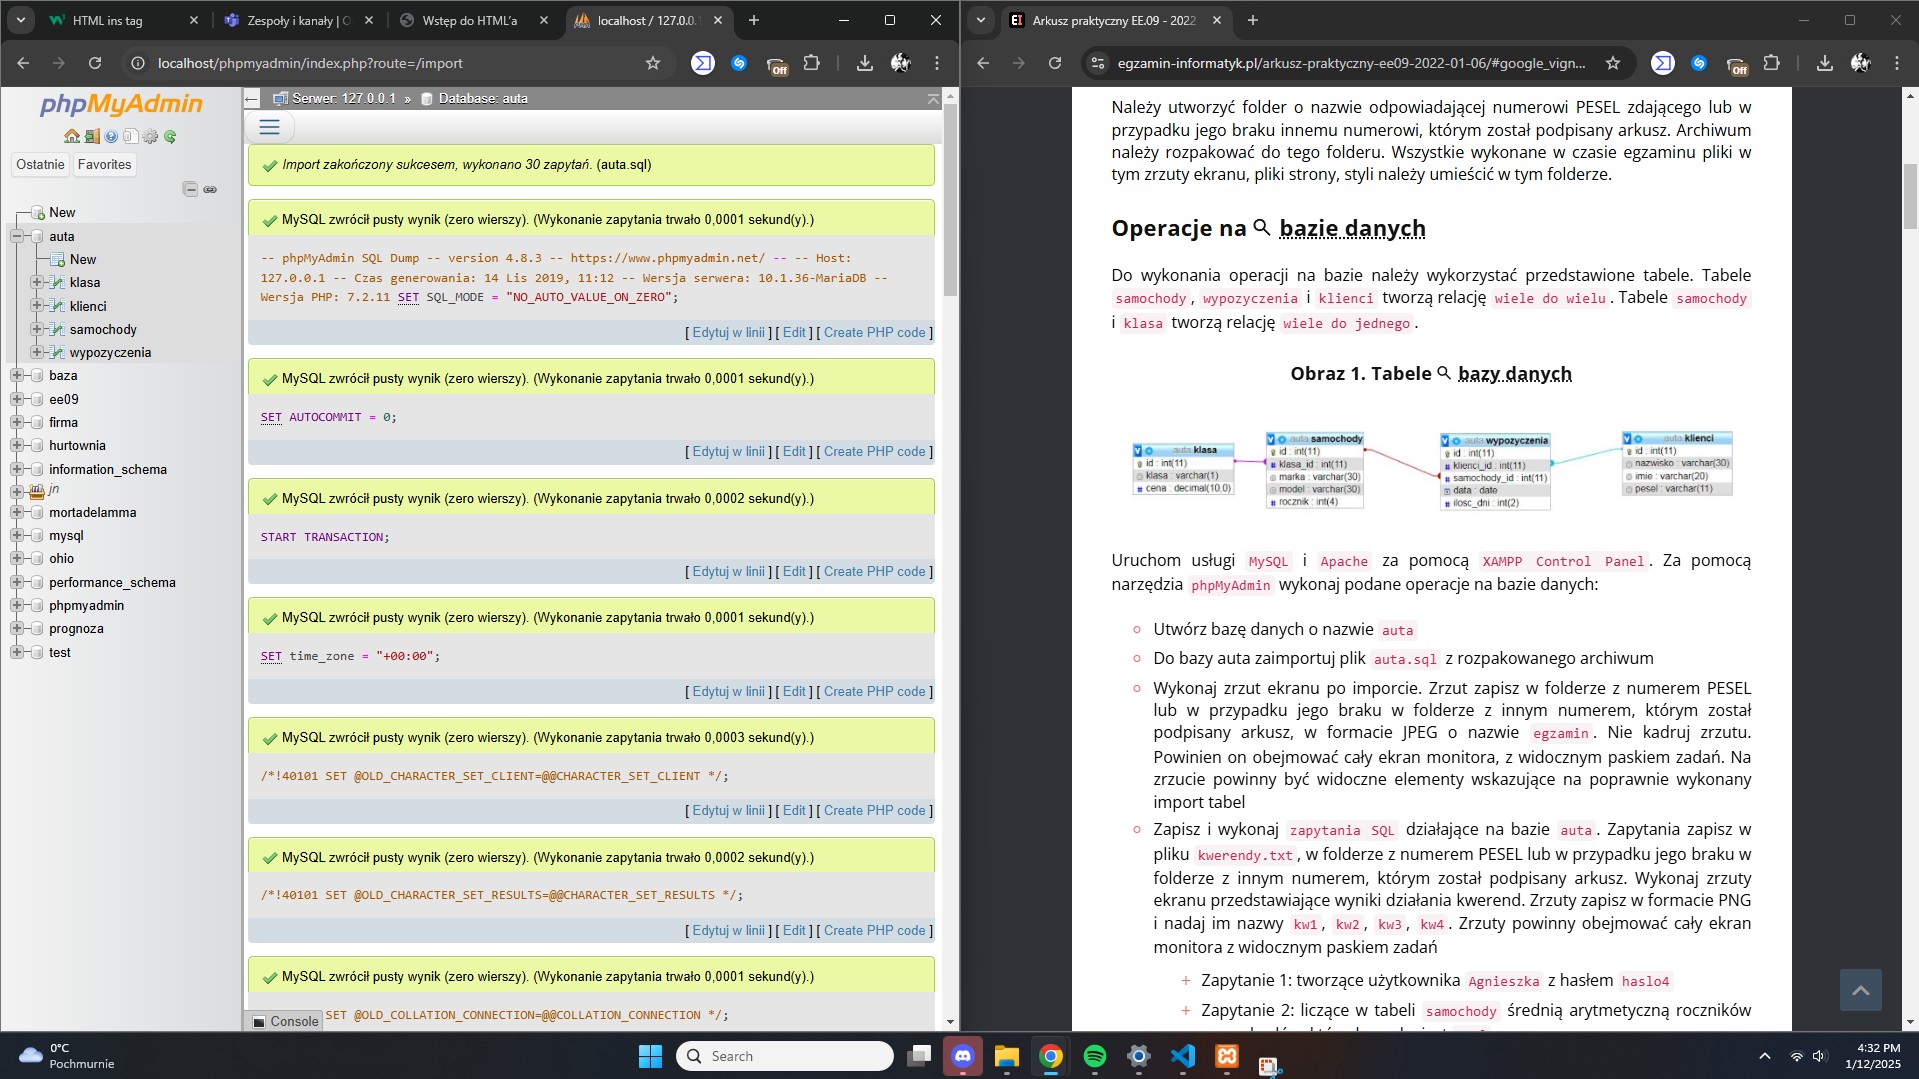 HTML ins tag
Zespoły i kanały | O
Wstęp do HTML'a
localhost / 127.0.0.1
localhost/phpmyadmin/index.php?route=/import
Off
phpMyAdmin
Ostatnie
Favorites
New
auta
New
klasa
klienci
samochody
wypozyczenia
baza
ee09
firma
hurtownia
information_schema
jn
mortadelamma
mysql
ohio
performance_schema
phpmyadmin
prognoza
test
Serwer: 127.0.0.1 » Database: auta
Import zakończony sukcesem, wykonano 30 zapytań. (auta.sql)
MySQL zwrócił pusty wynik (zero wierszy). (Wykonanie zapytania trwało 0,0001 sekund(y).)
-- phpMyAdmin SQL Dump -- version 4.8.3 -- https://www.phpmyadmin.net/ -- -- Host:
127.0.0.1 -- Czas generowania: 14 Lis 2019, 11:12 -- Wersja serwera: 10.1.36-MariaDB --
Wersja PHP: 7.2.11 SET SQL_MODE = "NO_AUTO_VALUE_ON_ZERO";
[ Edytuj w linii ] [ Edit ] [ Create PHP code ]
MySQL zwrócił pusty wynik (zero wierszy). (Wykonanie zapytania trwało 0,0001 sekund(y).)
SET AUTOCOMMIT = 0;
[ Edytuj w linii ] [ Edit ] [ Create PHP code ]
MySQL zwrócił pusty wynik (zero wierszy). (Wykonanie zapytania trwało 0,0002 sekund(y).)
START TRANSACTION;
[ Edytuj w linii ] [ Edit ] [ Create PHP code ]
MySQL zwrócił pusty wynik (zero wierszy). (Wykonanie zapytania trwało 0,0001 sekund(y).)
SET time_zone = "+00:00";
[ Edytuj w linii ] [ Edit ] [ Create PHP code ]
MySQL zwrócił pusty wynik (zero wierszy). (Wykonanie zapytania trwało 0,0003 sekund(y).)
/*!40101 SET @OLD_CHARACTER_SET_CLIENT=@@CHARACTER_SET_CLIENT */;
[ Edytuj w linii ] [ Edit ] [ Create PHP code ]
MySQL zwrócił pusty wynik (zero wierszy). (Wykonanie zapytania trwało 0,0002 sekund(y).)
/*!40101 SET @OLD_CHARACTER_SET_RESULTS=@@CHARACTER_SET_RESULTS */;
[ Edytuj w linii ] [ Edit ] [ Create PHP code ]
MySQL zwrócił pusty wynik (zero wierszy). (Wykonanie zapytania trwało 0,0001 sekund(y).)
SET @OLD_COLLATION_CONNECTION=@@COLLATION_CONNECTION */;
Console
Arkusz praktyczny EE.09 - 2022
egzamin-informatyk.pl/arkusz-praktyczny-ee09-2022-01-06/#google_vign...
Off
Należy utworzyć folder o nazwie odpowiadającej numerowi PESEL zdającego lub w
przypadku jego braku innemu numerowi, którym został podpisany arkusz. Archiwum
należy rozpakować do tego folderu. Wszystkie wykonane w czasie egzaminu pliki w
tym zrzuty ekranu, pliki strony, styli należy umieścić w tym folderze.
Operacje na bazie danych
Do wykonania operacji na bazie należy wykorzystać przedstawione tabele. Tabele
samochody, wypozyczenia i klienci tworzą relację wiele do wielu. Tabele samochody
i klasa tworzą relację wiele do jednego.
Obraz 1. Tabele bazy danych
auta klasa
id : int(11)
klasa : varchar(1)
cena : decimal(10,0)
auta samochody
id : int(11)
klasa_id : int(11)
marka : varchar(30)
model : varchar(30)
rocznik : int(4)
auta wypozyczenia
id : int(11)
klienci_id : int(11)
samochody_id : int(11)
data : date
ilosc_dni : int(2)
auta klienci
id : int(11)
nazwisko : varchar(30)
imie : varchar(20)
pesel : varchar(11)
Uruchom usługi MySQL i Apache za pomocą XAMPP Control Panel. Za pomocą
narzędzia phpMyAdmin wykonaj podane operacje na bazie danych:
Utwórz bazę danych o nazwie auta
Do bazy auta zaimportuj plik auta.sql z rozpakowanego archiwum
Wykonaj zrzut ekranu po imporcie. Zrzut zapisz w folderze z numerem PESEL
lub w przypadku jego braku w folderze z innym numerem, którym został
podpisany arkusz, w formacie JPEG o nazwie egzamin. Nie kadruj zrzutu.
Powinien on obejmować cały ekran monitora, z widocznym paskiem zadań. Na
zrzucie powinny być widoczne elementy wskazujące na poprawnie wykonany
import tabel
Zapisz i wykonaj zapytania SQL działające na bazie auta. Zapytania zapisz w
pliku kwerendy.txt, w folderze z numerem PESEL lub w przypadku jego braku w
folderze z innym numerem, którym został podpisany arkusz. Wykonaj zrzuty
ekranu przedstawiające wyniki działania kwerend. Zrzuty zapisz w formacie PNG
i nadaj im nazwy kw1, kw2, kw3, kw4. Zrzuty powinny obejmować cały ekran
monitora z widocznym paskiem zadań
+ Zapytanie 1: tworzące użytkownika Agnieszka z hasłem haslo4
+ Zapytanie 2: liczące w tabeli samochody średnią arytmetyczną roczników
0°C
Pochmurnie
Search
4:32 PM
1/12/2025